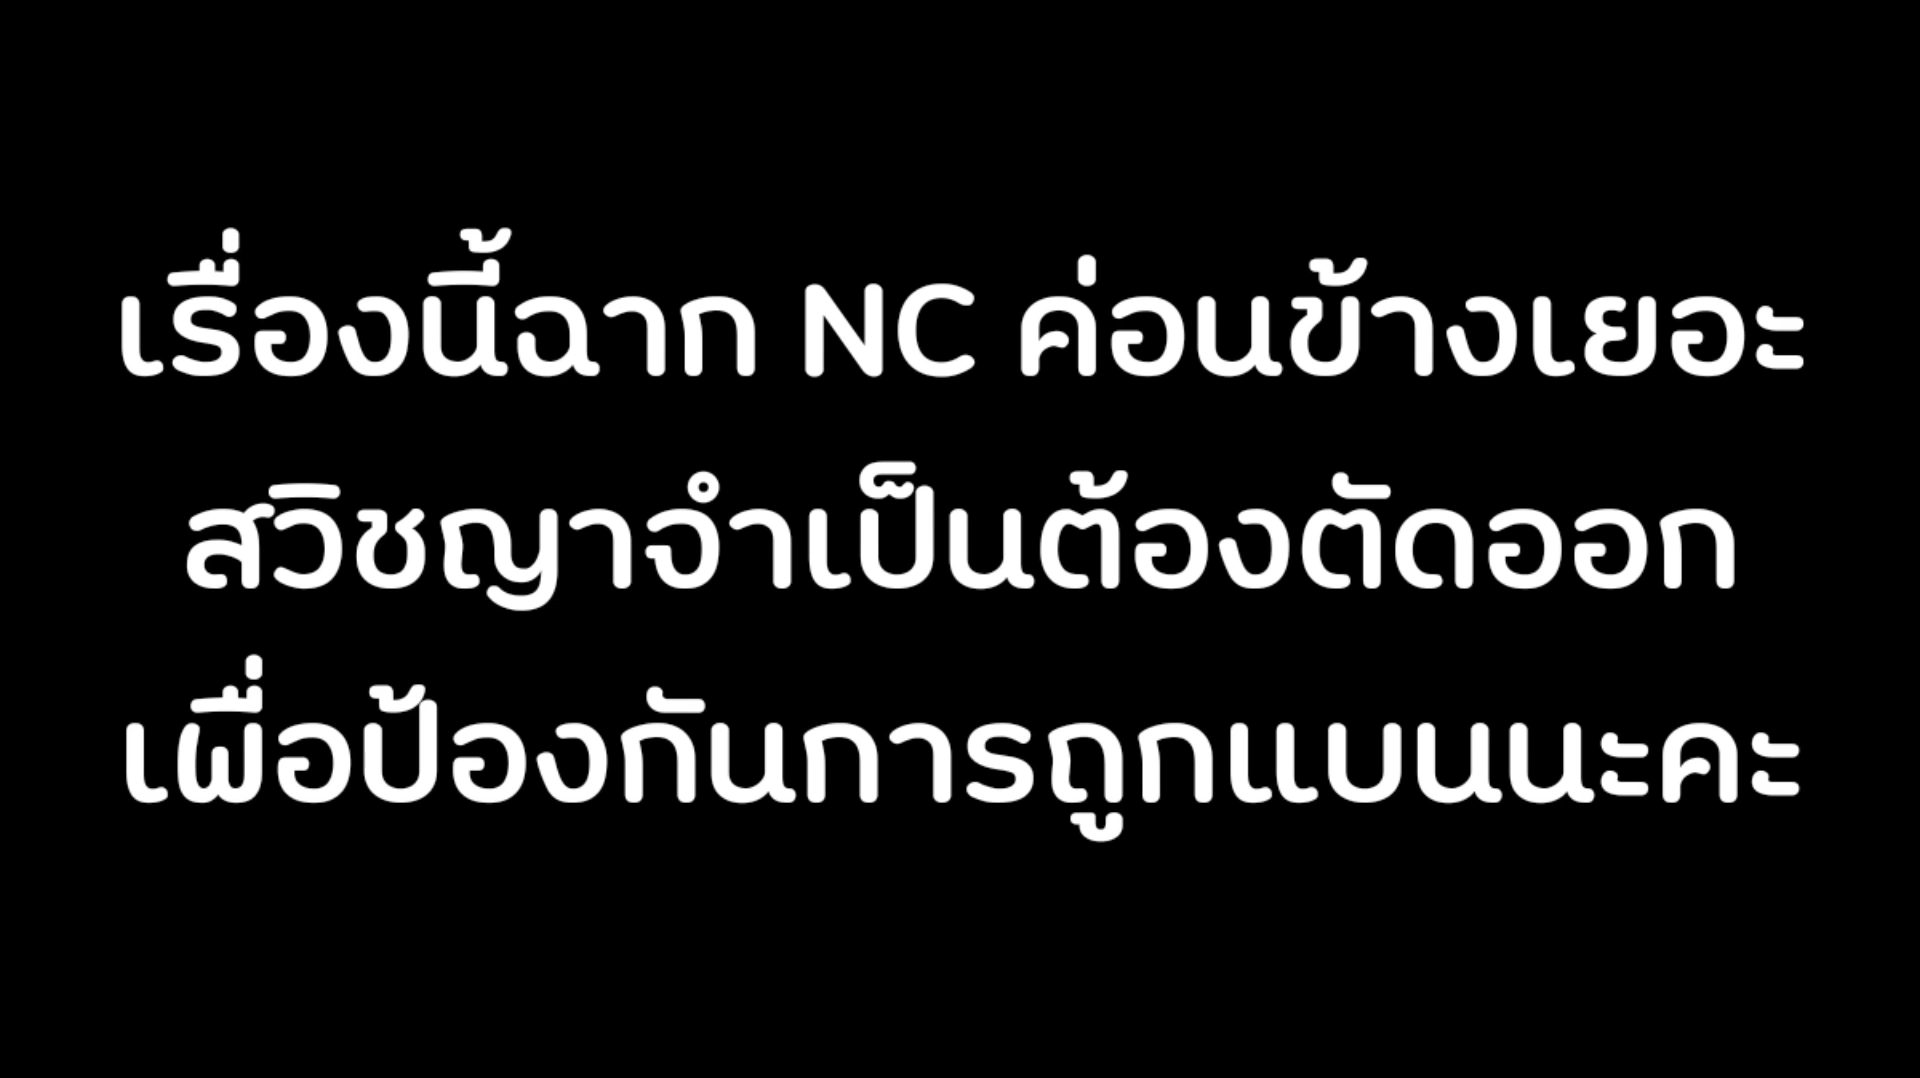 เรื่องนี้ฉาก NC ค่อนข้างเยอะ
สวิชญาจำเป็นต้องตัดออก
เพื่อป้องกันการถูกแบนนะคะ